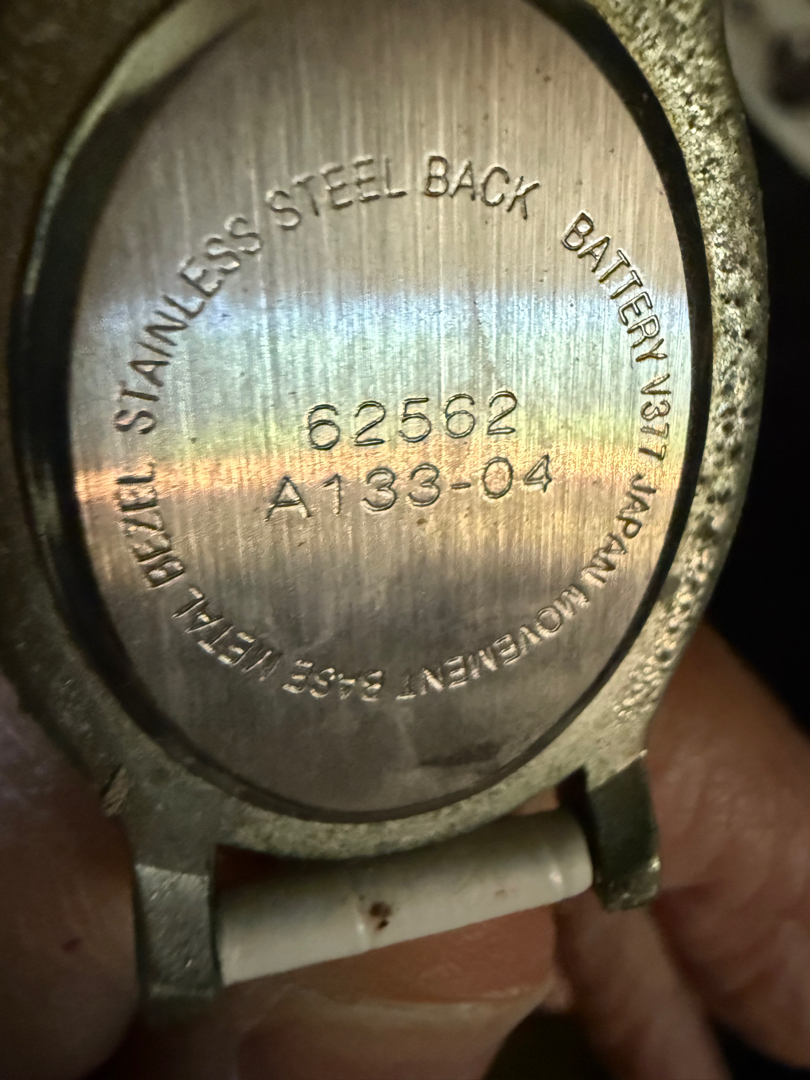 STAINLESS STEEL BACK BATTERY V377 JAPAN MOVEMENT BASE METAL BEZEL
62562
A133-04